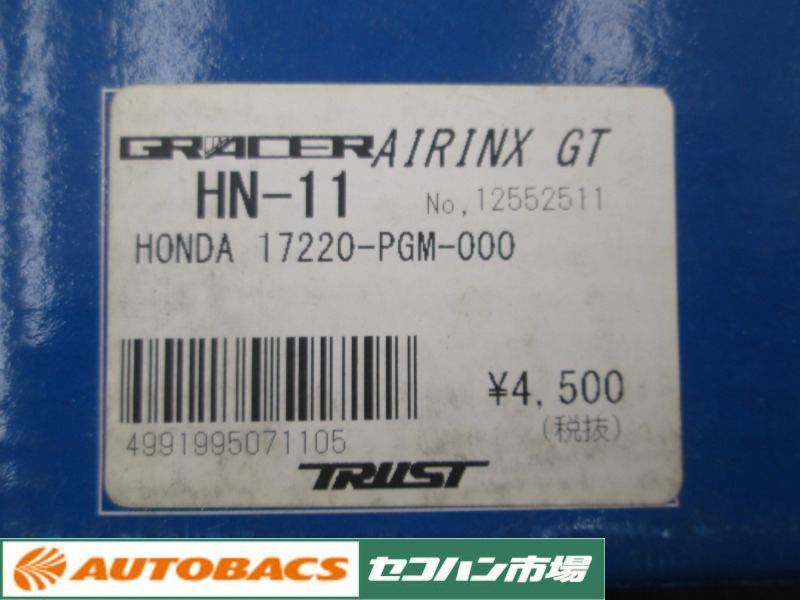 GRACER AIRINX GT
HN-11 No,12552511
HONDA 17220-PGM-000
¥4,500
(税抜)
4991995071105
TRUST
AUTOBACS セコハン市場